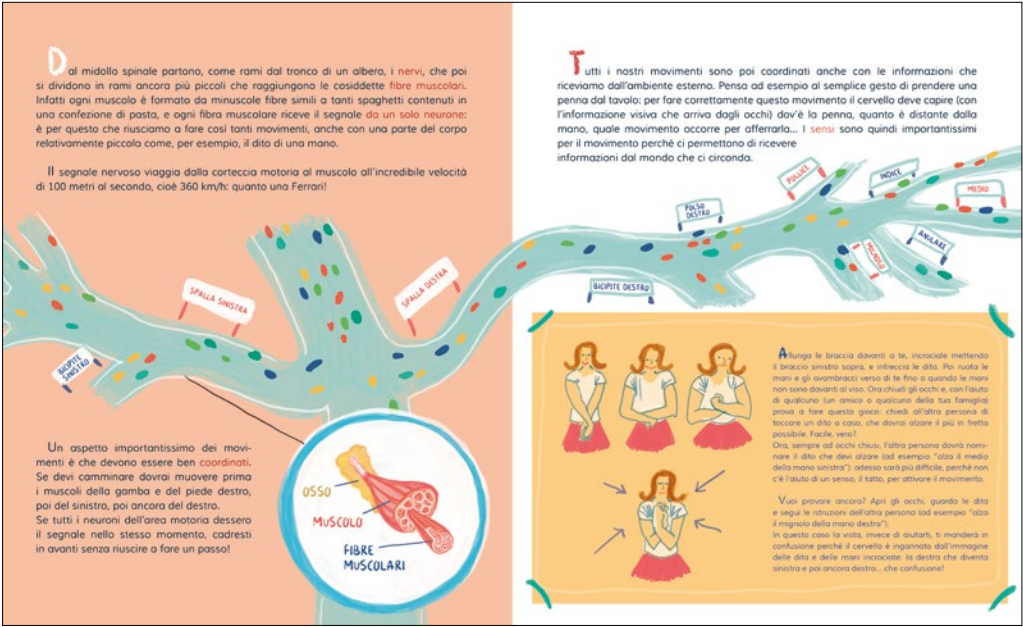 Dal midollo spinale partono, come rami dal tronco di un albero, i nervi, che poi
si dividono in rami ancora più piccoli che raggiungono le cosiddette fibre muscolari.
Infatti ogni muscolo è formato da minuscole fibre simili a tanti spaghetti contenuti in
una confezione di pasta, e ogni fibra muscolare riceve il segnale da un solo neurone:
è per questo che riusciamo a fare così tanti movimenti, anche con una parte del corpo
relativamente piccola come, per esempio, il dito di una mano.
Il segnale nervoso viaggia dalla corteccia motoria al muscolo all'incredibile velocità
di 100 metri al secondo, cioè 360 km/h: quanto una Ferrari!
SPALLA SINISTRA
SPALLA DESTRA
BICIPITE
SINISTRO
Un aspetto importantissimo dei movi-
menti è che devono essere ben coordinati.
Se devi camminare dovrai muovere prima
i muscoli della gamba e del piede destro,
poi del sinistro, poi ancora del destro.
Se tutti i neuroni dell'area motoria dessero
il segnale nello stesso momento, cadresti
in avanti senza riuscire a fare un passo!
OSSO
MUSCOLO
FIBRE
MUSCOLARI
Tutti i nostri movimenti sono poi coordinati anche con le informazioni che
riceviamo dall'ambiente esterno. Pensa ad esempio al semplice gesto di prendere una
penna dal tavolo: per fare correttamente questo movimento il cervello deve capire (con
l'informazione visiva che arriva dagli occhi) dov'è la penna, quanto è distante dalla
mano, quale movimento occorre per afferrarla... I sensi sono quindi importantissimi
per il movimento perché ci permettono di ricevere
informazioni dal mondo che ci circonda.
POLLICE
INDICE
MEDIO
POLSO
DESTRO
ANULARE
MIGNOLO
BICIPITE DESTRO
Allunga le braccia davanti a te, incrociale mettendo
il braccio sinistro sopra, e intreccia le dita. Poi ruota le
mani e gli avambracci verso di te fino a quando le mani
non sono davanti al viso. Ora chiudi gli occhi e, con l'aiuto
di qualcuno (un amico o qualcuno della tua famiglia)
prova a fare questo gioco: chiedi all'altra persona di
toccare un dito a caso, che dovrai alzare il più in fretta
possibile. Facile, vero?
Ora, sempre ad occhi chiusi, l'altra persona dovrà nomi-
nare il dito che devi alzare (ad esempio "alza il medio
della mano sinistra"): adesso sarà più difficile, perché non
c'è l'aiuto di un senso, il tatto, per attivare il movimento.
Vuoi provare ancora? Apri gli occhi, guarda le dita
e segui le istruzioni dell'altra persona (ad esempio "alza
il mignolo della mano destra").
In questo caso la vista, invece di aiutarti, ti manderà in
confusione perché il cervello è ingannato dall'immagine
delle dita e delle mani incrociate: la destra che diventa
sinistra e poi ancora destra..., che confusione!